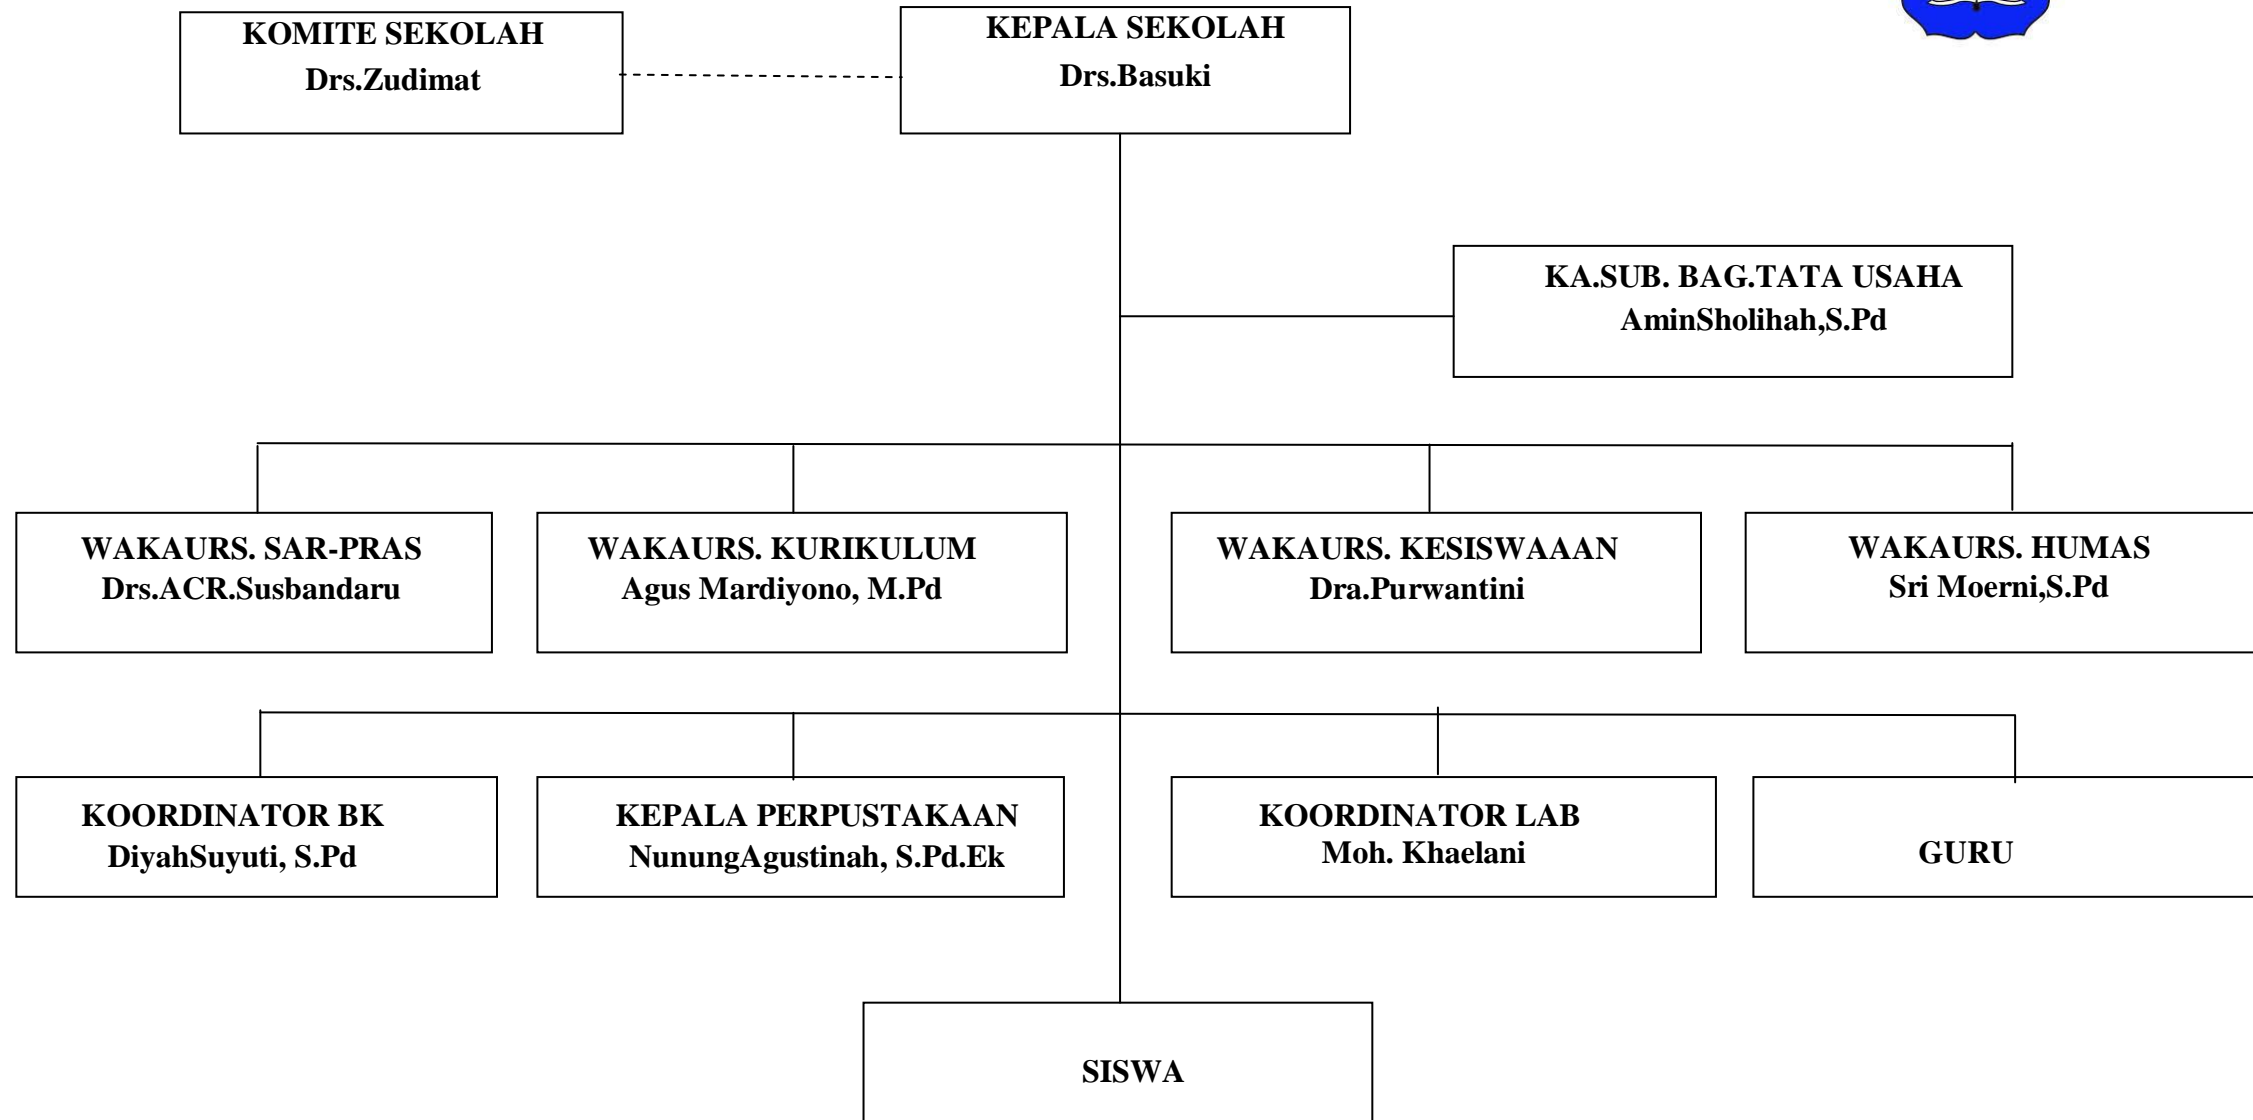 KOMITE SEKOLAH
Drs.Zudimat
KEPALA SEKOLAH
Drs.Basuki
KA.SUB. BAG.TATA USAHA
AminSholihah,S.Pd
WAKAURS. SAR-PRAS
Drs.ACR.Susbandaru
WAKAURS. KURIKULUM
Agus Mardiyono, M.Pd
WAKAURS. KESISWAAAN
Dra.Purwantini
WAKAURS. HUMAS
Sri Moerni,S.Pd
KOORDINATOR BK
DiyahSuyuti, S.Pd
KEPALA PERPUSTAKAAN
NunungAgustinah, S.Pd.Ek
KOORDINATOR LAB
Moh. Khaelani
GURU
SISWA